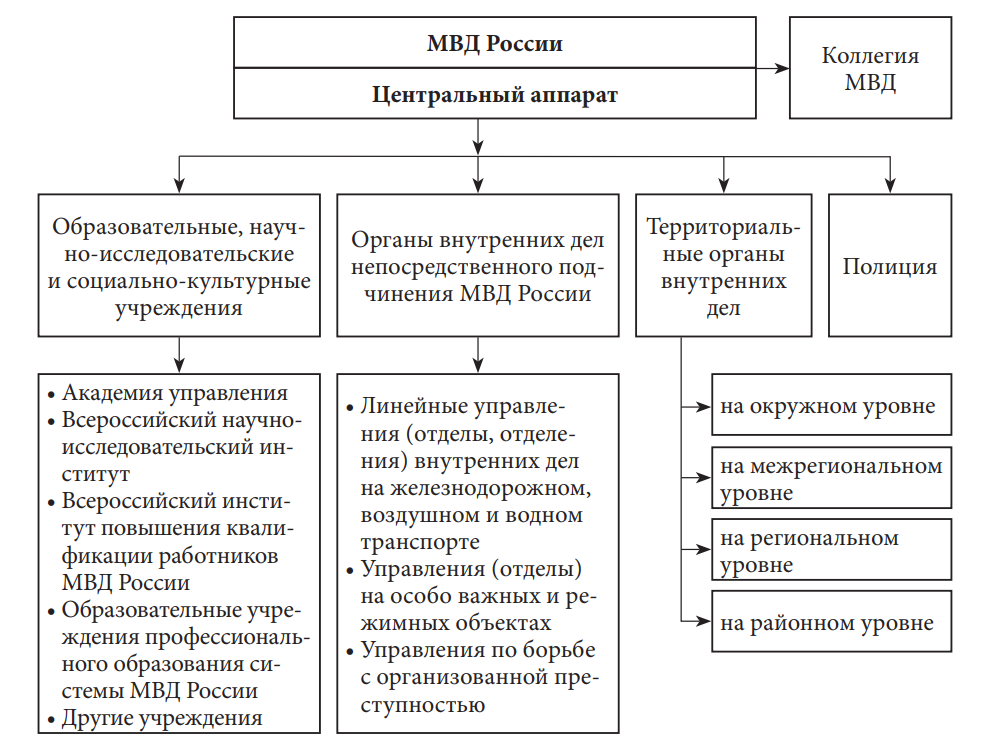 МВД России
Центральный аппарат
Коллегия
МВД
Образовательные, науч-
но-исследовательские
и социально-культурные
учреждения
Органы внутренних дел
непосредственного под-
чинения МВД России
Территориаль-
ные органы
внутренних
дел
Полиция
• Академия управления
• Всероссийский научно-
исследовательский ин-
ститут
• Всероссийский инсти-
тут повышения квали-
фикации работников
МВД России
• Образовательные учре-
ждения профессиональ-
ного образования си-
стемы МВД России
• Другие учреждения
• Линейные управле-
ния (отделы, отделе-
ния) внутренних дел
на железнодорожном,
воздушном и водном
транспорте
• Управления (отделы)
на особо важных и ре-
жимных объектах
• Управления по борьбе
с организованной пре-
ступностью
на окружном уровне
на межрегиональном
уровне
на региональном
уровне
на районном уровне